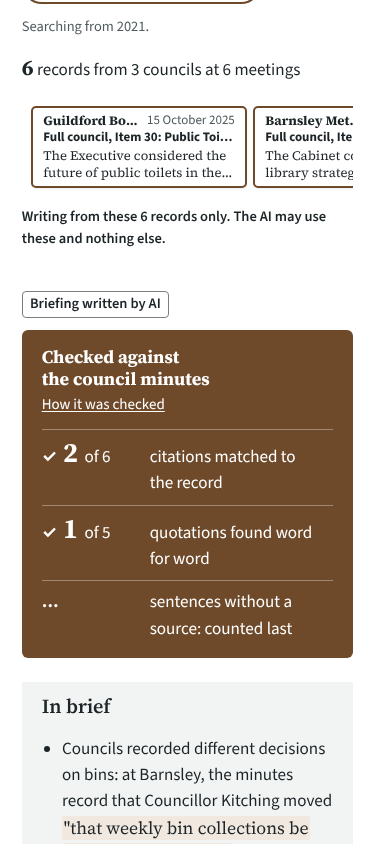 Searching from 2021.
6 records from 3 councils at 6 meetings
Guildford Bo... 15 October 2025
Full council, Item 30: Public Toi...
The Executive considered the
future of public toilets in the...
Barnsley Met.
Full council, Ite
The Cabinet co
library strateg
Writing from these 6 records only. The AI may use
these and nothing else.
Briefing written by AI
Checked against
the council minutes
How it was checked
✓ 2 of 6 citations matched to
the record
✓ 1 of 5 quotations found word
for word
... sentences without a
source: counted last
In brief
• Councils recorded different decisions
on bins: at Barnsley, the minutes
record that Councillor Kitching moved
"that weekly bin collections be